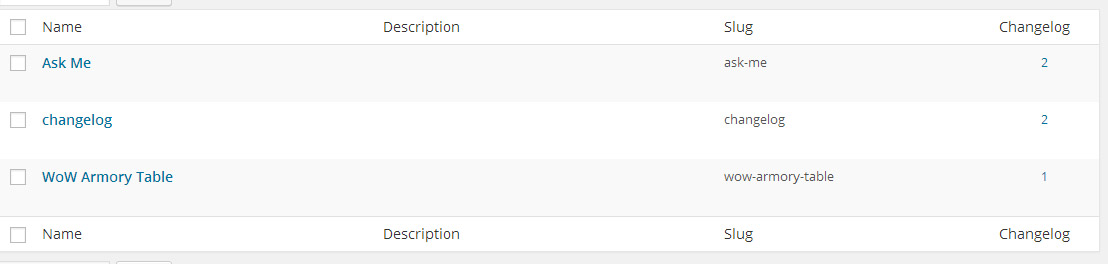 Name Description Slug Changelog
Ask Me ask-me 2
changelog changelog 2
WoW Armory Table wow-armory-table 1
Name Description Slug Changelog